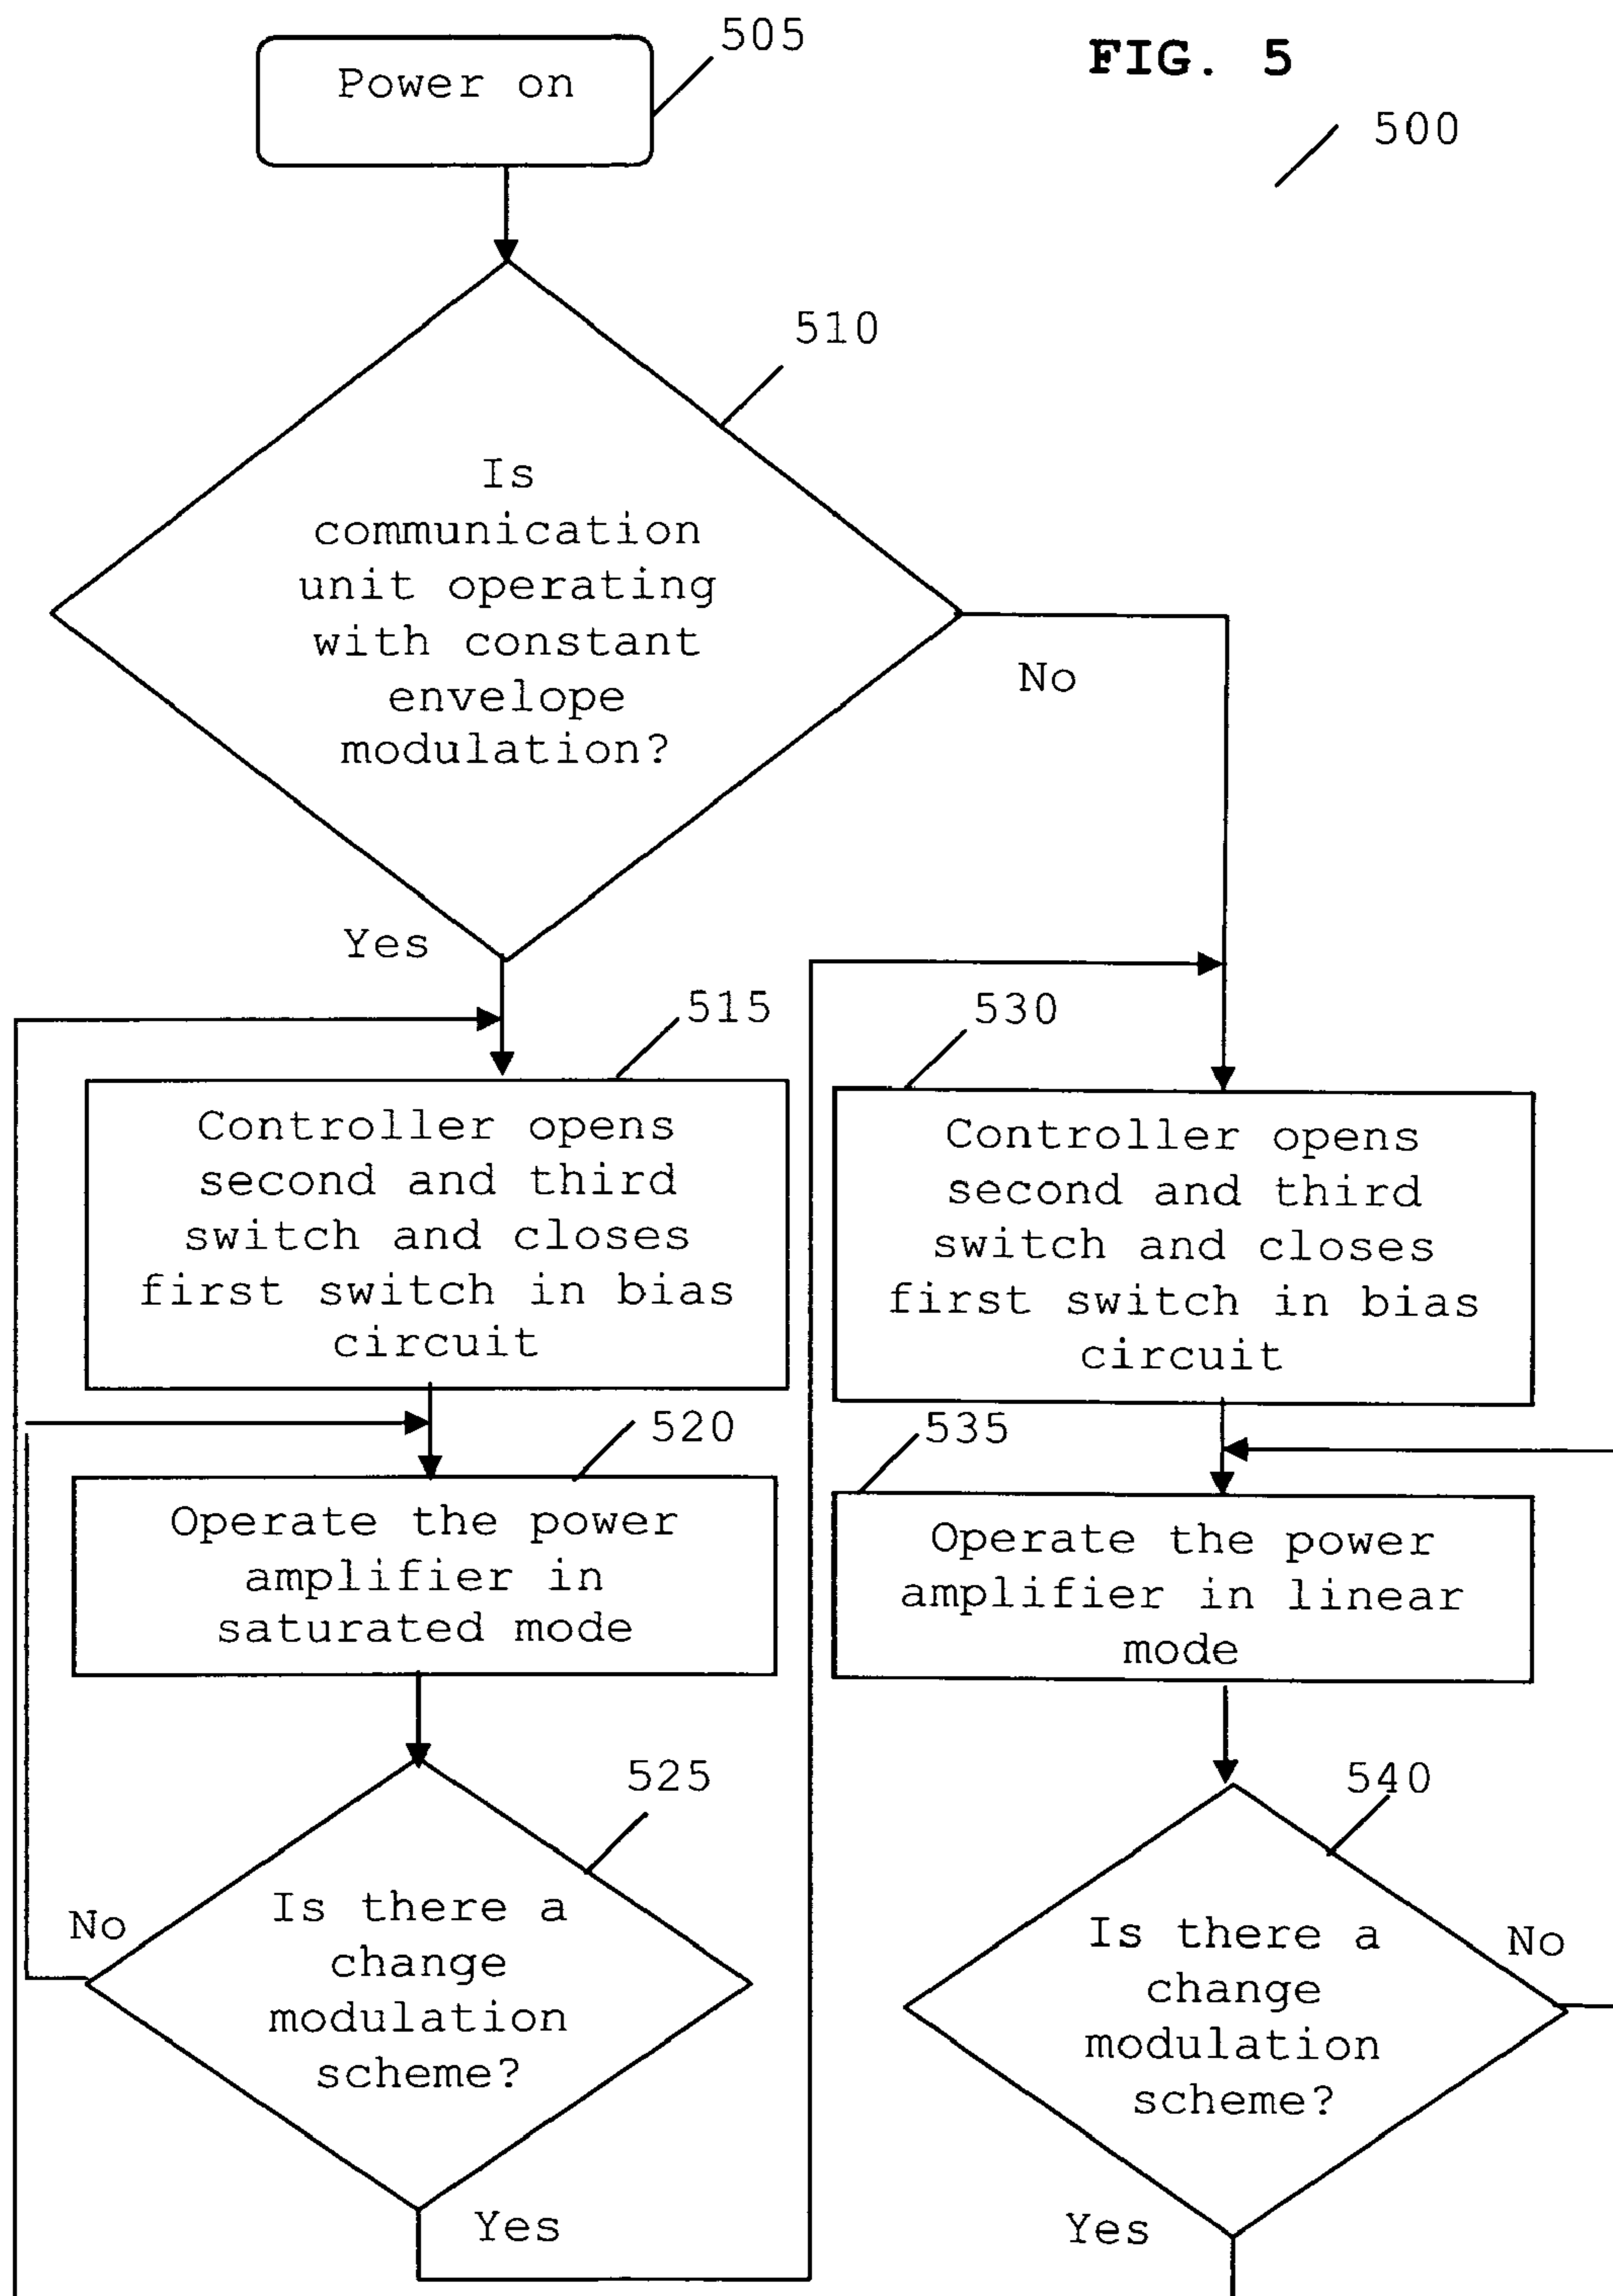 505
FIG. 5
Power on
500
510
Is
communication
unit operating
with constant
envelope
modulation?
No
Yes
515
530
Controller opens
second and third
switch and closes
first switch in bias
circuit
Controller opens
second and third
switch and closes
first switch in bias
circuit
520
535
Operate the power
amplifier in
saturated mode
Operate the power
amplifier in linear
mode
525
540
Is there a
change
modulation
scheme?
No
Is there a
change
modulation
scheme?
No
Yes
Yes